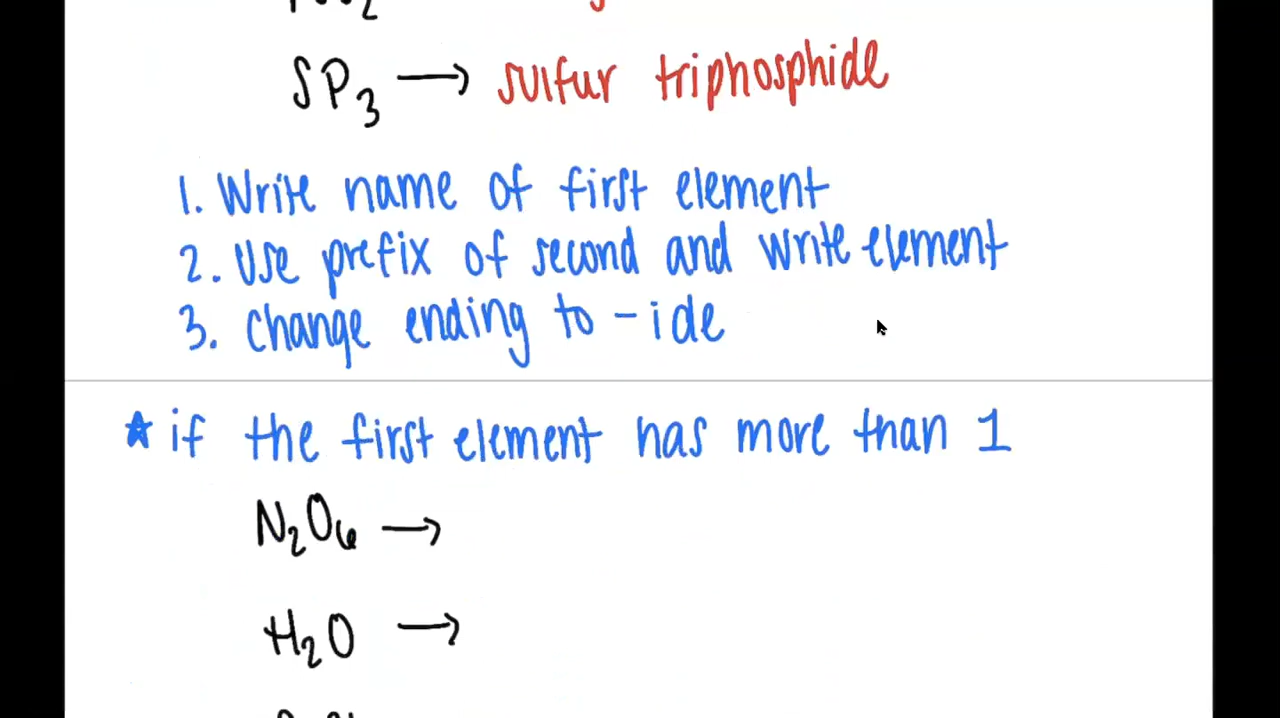 SP3 → sulfur triphosphide
1. Write name of first element
2. Use prefix of second and write element
3. Change ending to -ide
★ if the first element has more than 1
N2O6 →
H2O →